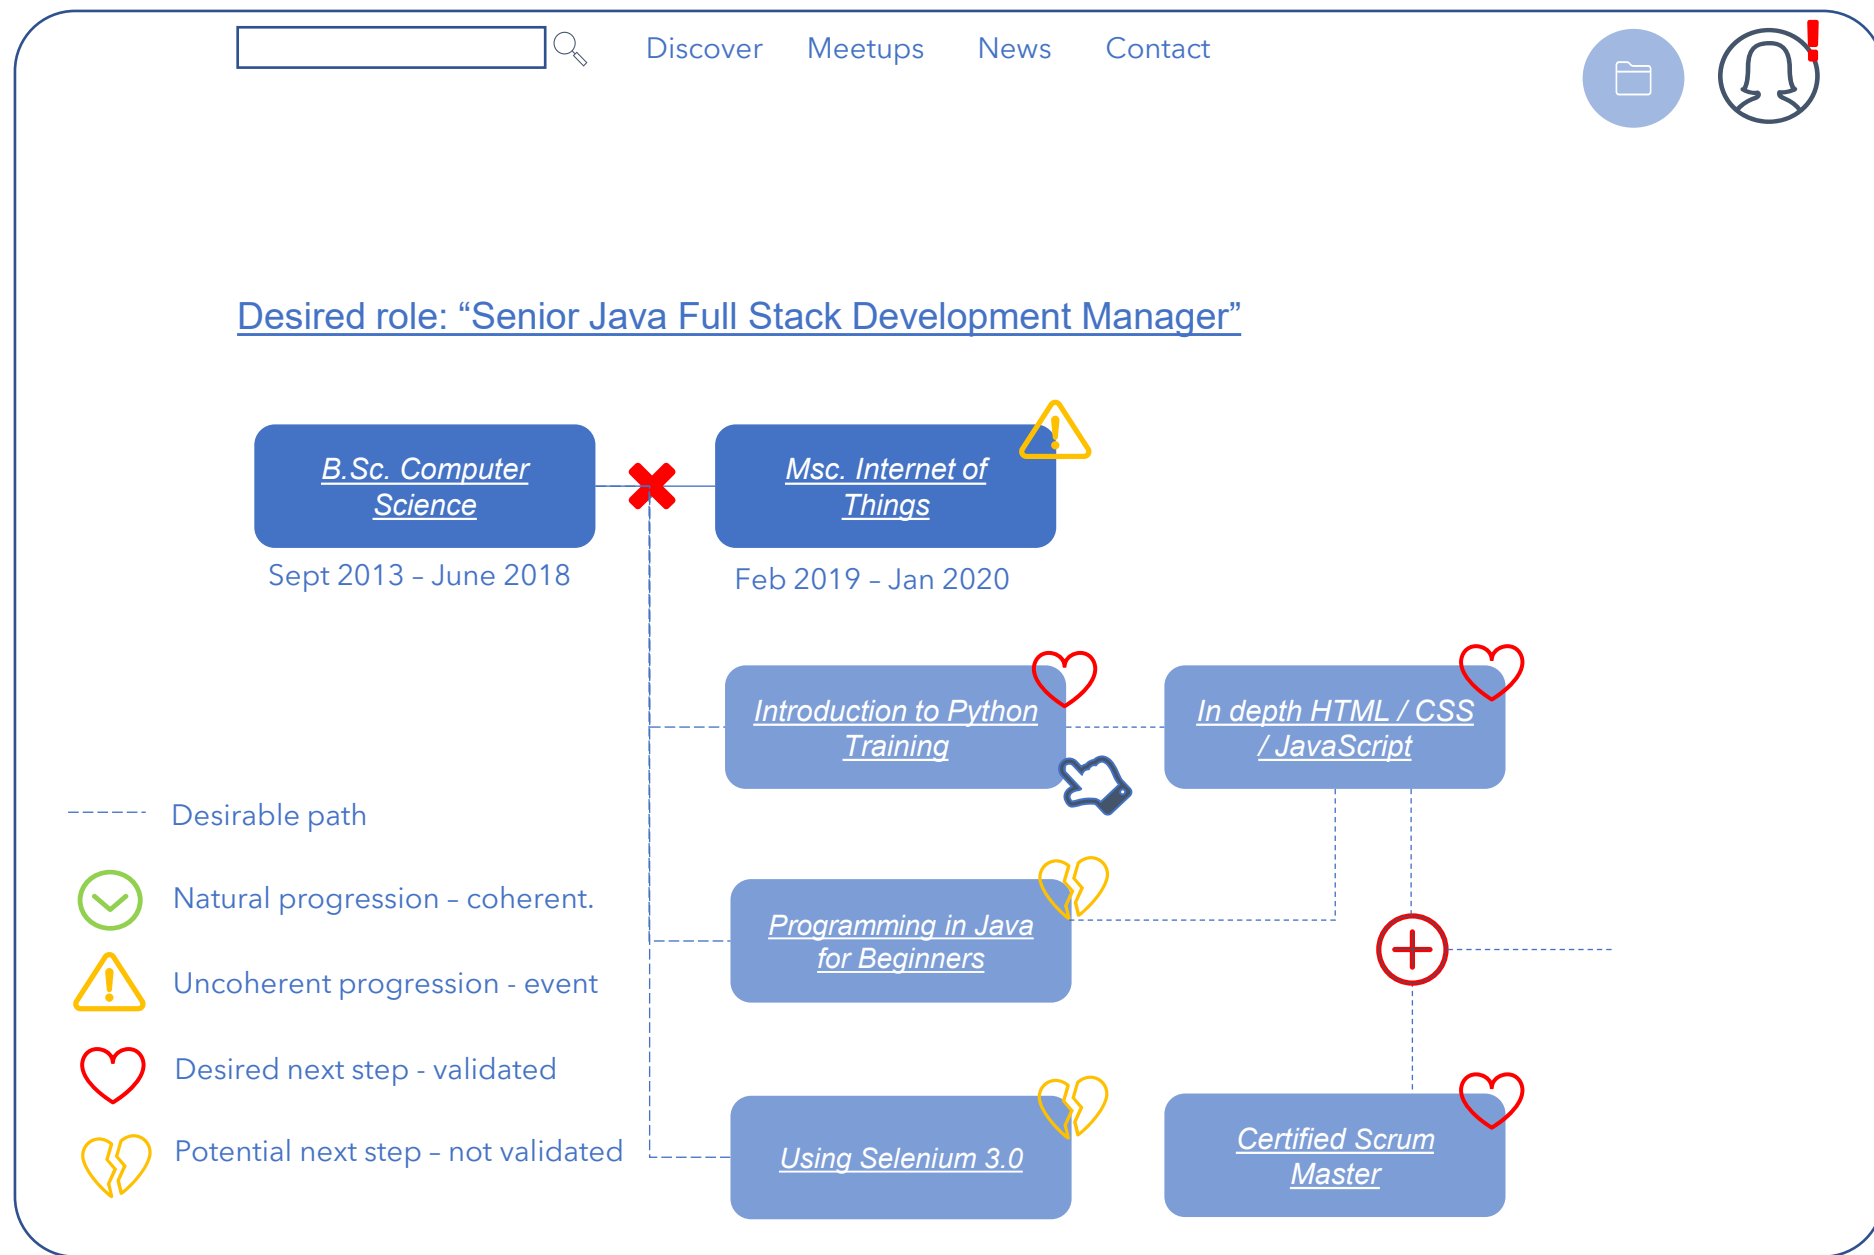 Discover Meetups News Contact
Desired role: “Senior Java Full Stack Development Manager”
B.Sc. Computer
Science
Sept 2013 – June 2018
Msc. Internet of
Things
Feb 2019 – Jan 2020
Introduction to Python
Training
In depth HTML / CSS
/ JavaScript
Programming in Java
for Beginners
Using Selenium 3.0
Certified Scrum
Master
Desirable path
Natural progression – coherent.
Uncoherent progression - event
Desired next step - validated
Potential next step – not validated